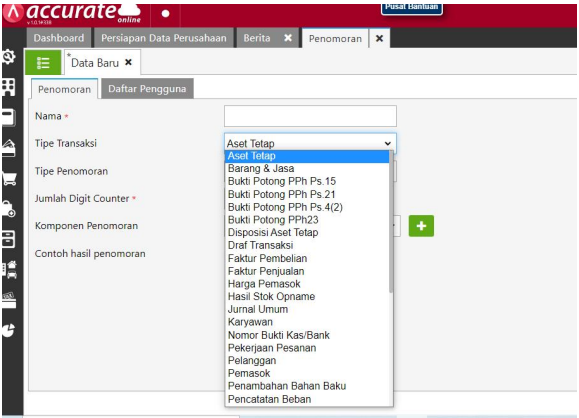 accurate
online
Pusat Bantuan
Dashboard Persiapan Data Perusahaan Berita × Penomoran ×
*Data Baru ×
Penomoran Daftar Pengguna
Nama *
Tipe Transaksi Aset Tetap
Tipe Penomoran
Jumlah Digit Counter *
Komponen Penomoran
Contoh hasil penomoran
Aset Tetap
Barang & Jasa
Bukti Potong PPh Ps.15
Bukti Potong PPh Ps.21
Bukti Potong PPh Ps.4(2)
Bukti Potong PPh23
Disposisi Aset Tetap
Draf Transaksi
Faktur Pembelian
Faktur Penjualan
Harga Pemasok
Hasil Stok Opname
Jurnal Umum
Karyawan
Nomor Bukti Kas/Bank
Pekerjaan Pesanan
Pelanggan
Pemasok
Penambahan Bahan Baku
Pencatatan Beban